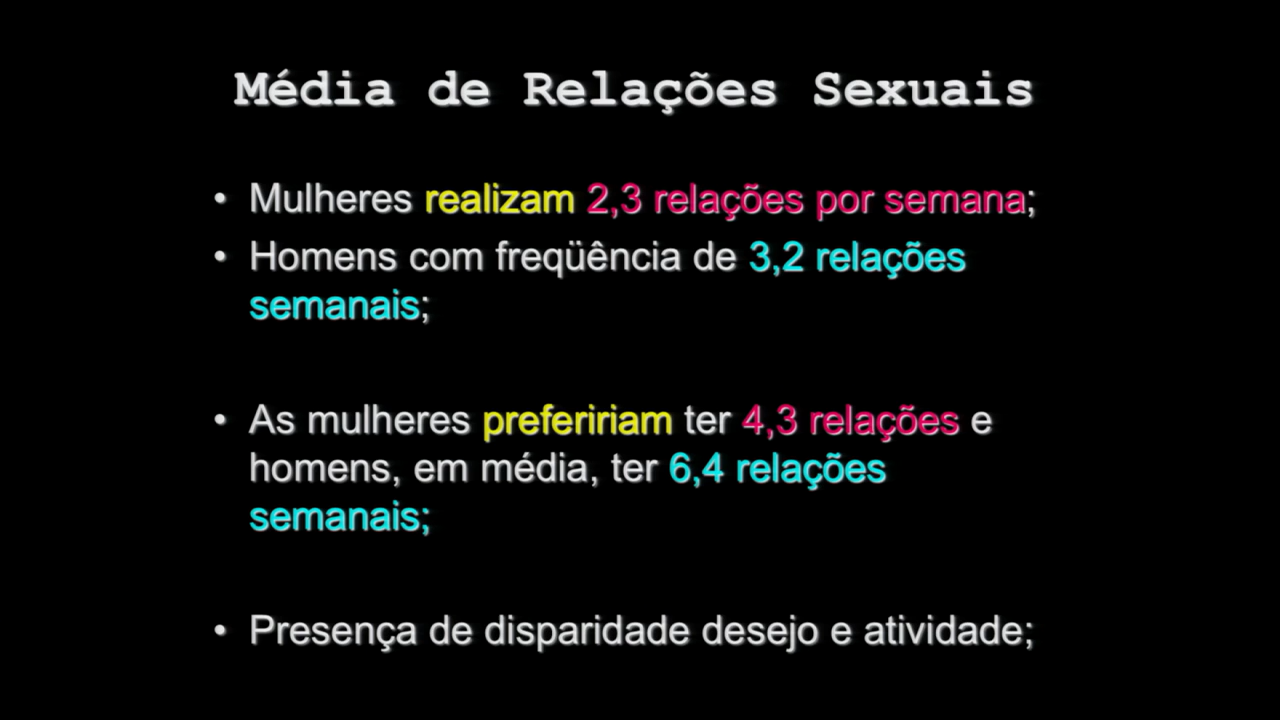 Média de Relações Sexuais
• Mulheres realizam 2,3 relações por semana;
• Homens com freqüência de 3,2 relações
semanais;
• As mulheres prefeririam ter 4,3 relações e
homens, em média, ter 6,4 relações
semanais;
• Presença de disparidade desejo e atividade;